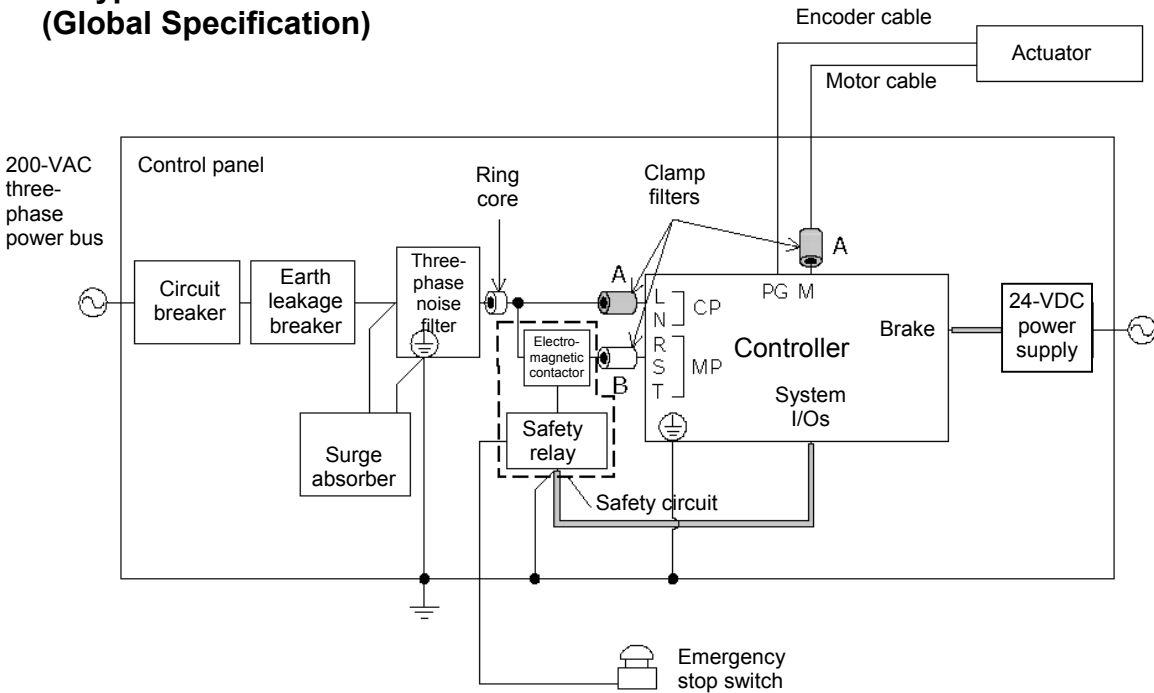 (Global Specification)
Encoder cable
Actuator
Motor cable
200-VAC
three-
phase
power bus
Control panel
Ring
core
Clamp
filters
A
Circuit
breaker
Earth
leakage
breaker
Three-
phase
noise
filter
A
PG M
L
N
CP
R
S
T
MP
Controller
Brake
24-VDC
power
supply
Electro-
magnetic
contactor
B
System
I/Os
Surge
absorber
Safety
relay
Safety circuit
Emergency
stop switch